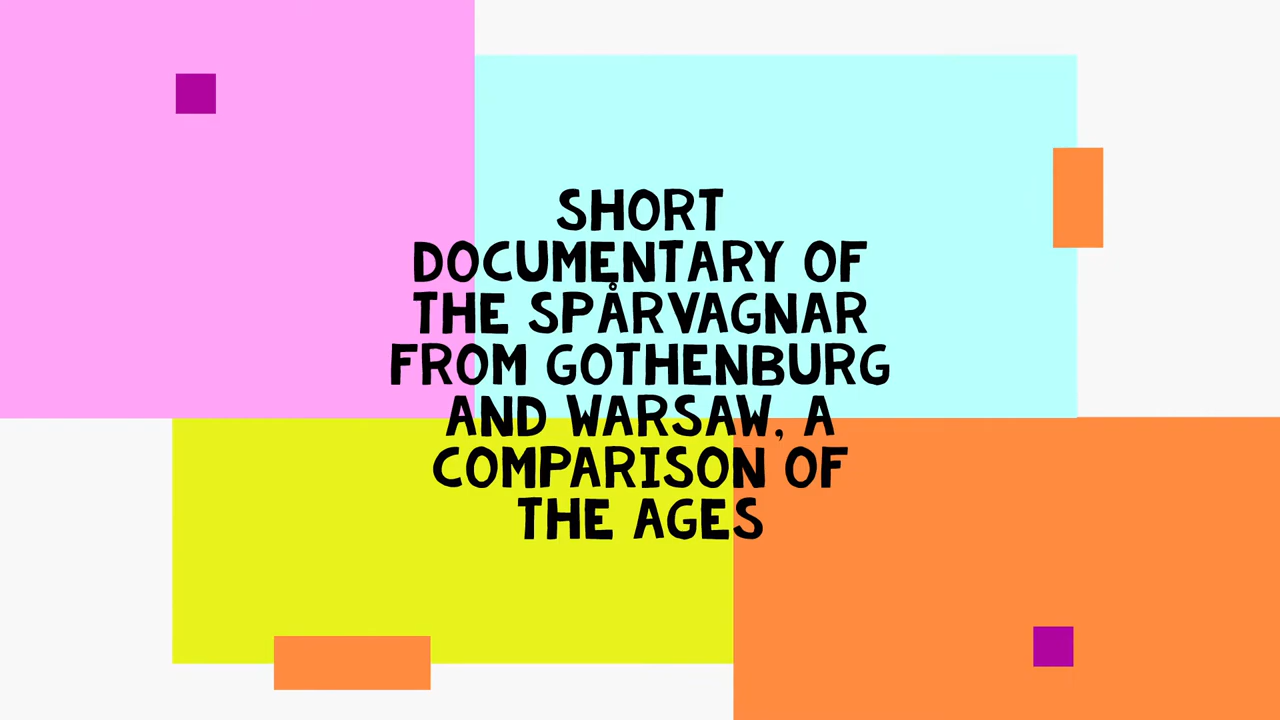 SHORT
DOCUMENTARY OF
THE SPÅRVAGNAR
FROM GOTHENBURG
AND WARSAW, A
COMPARISON OF
THE AGES